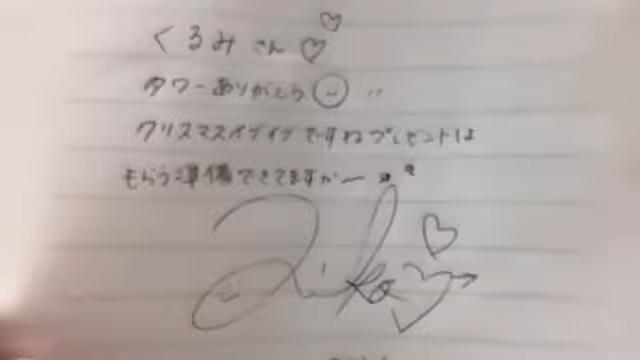 くるみさん♡♡
タワーありがとう
クリスマスイブイブですねプレゼントは
もらう準備できてますかー
Riko